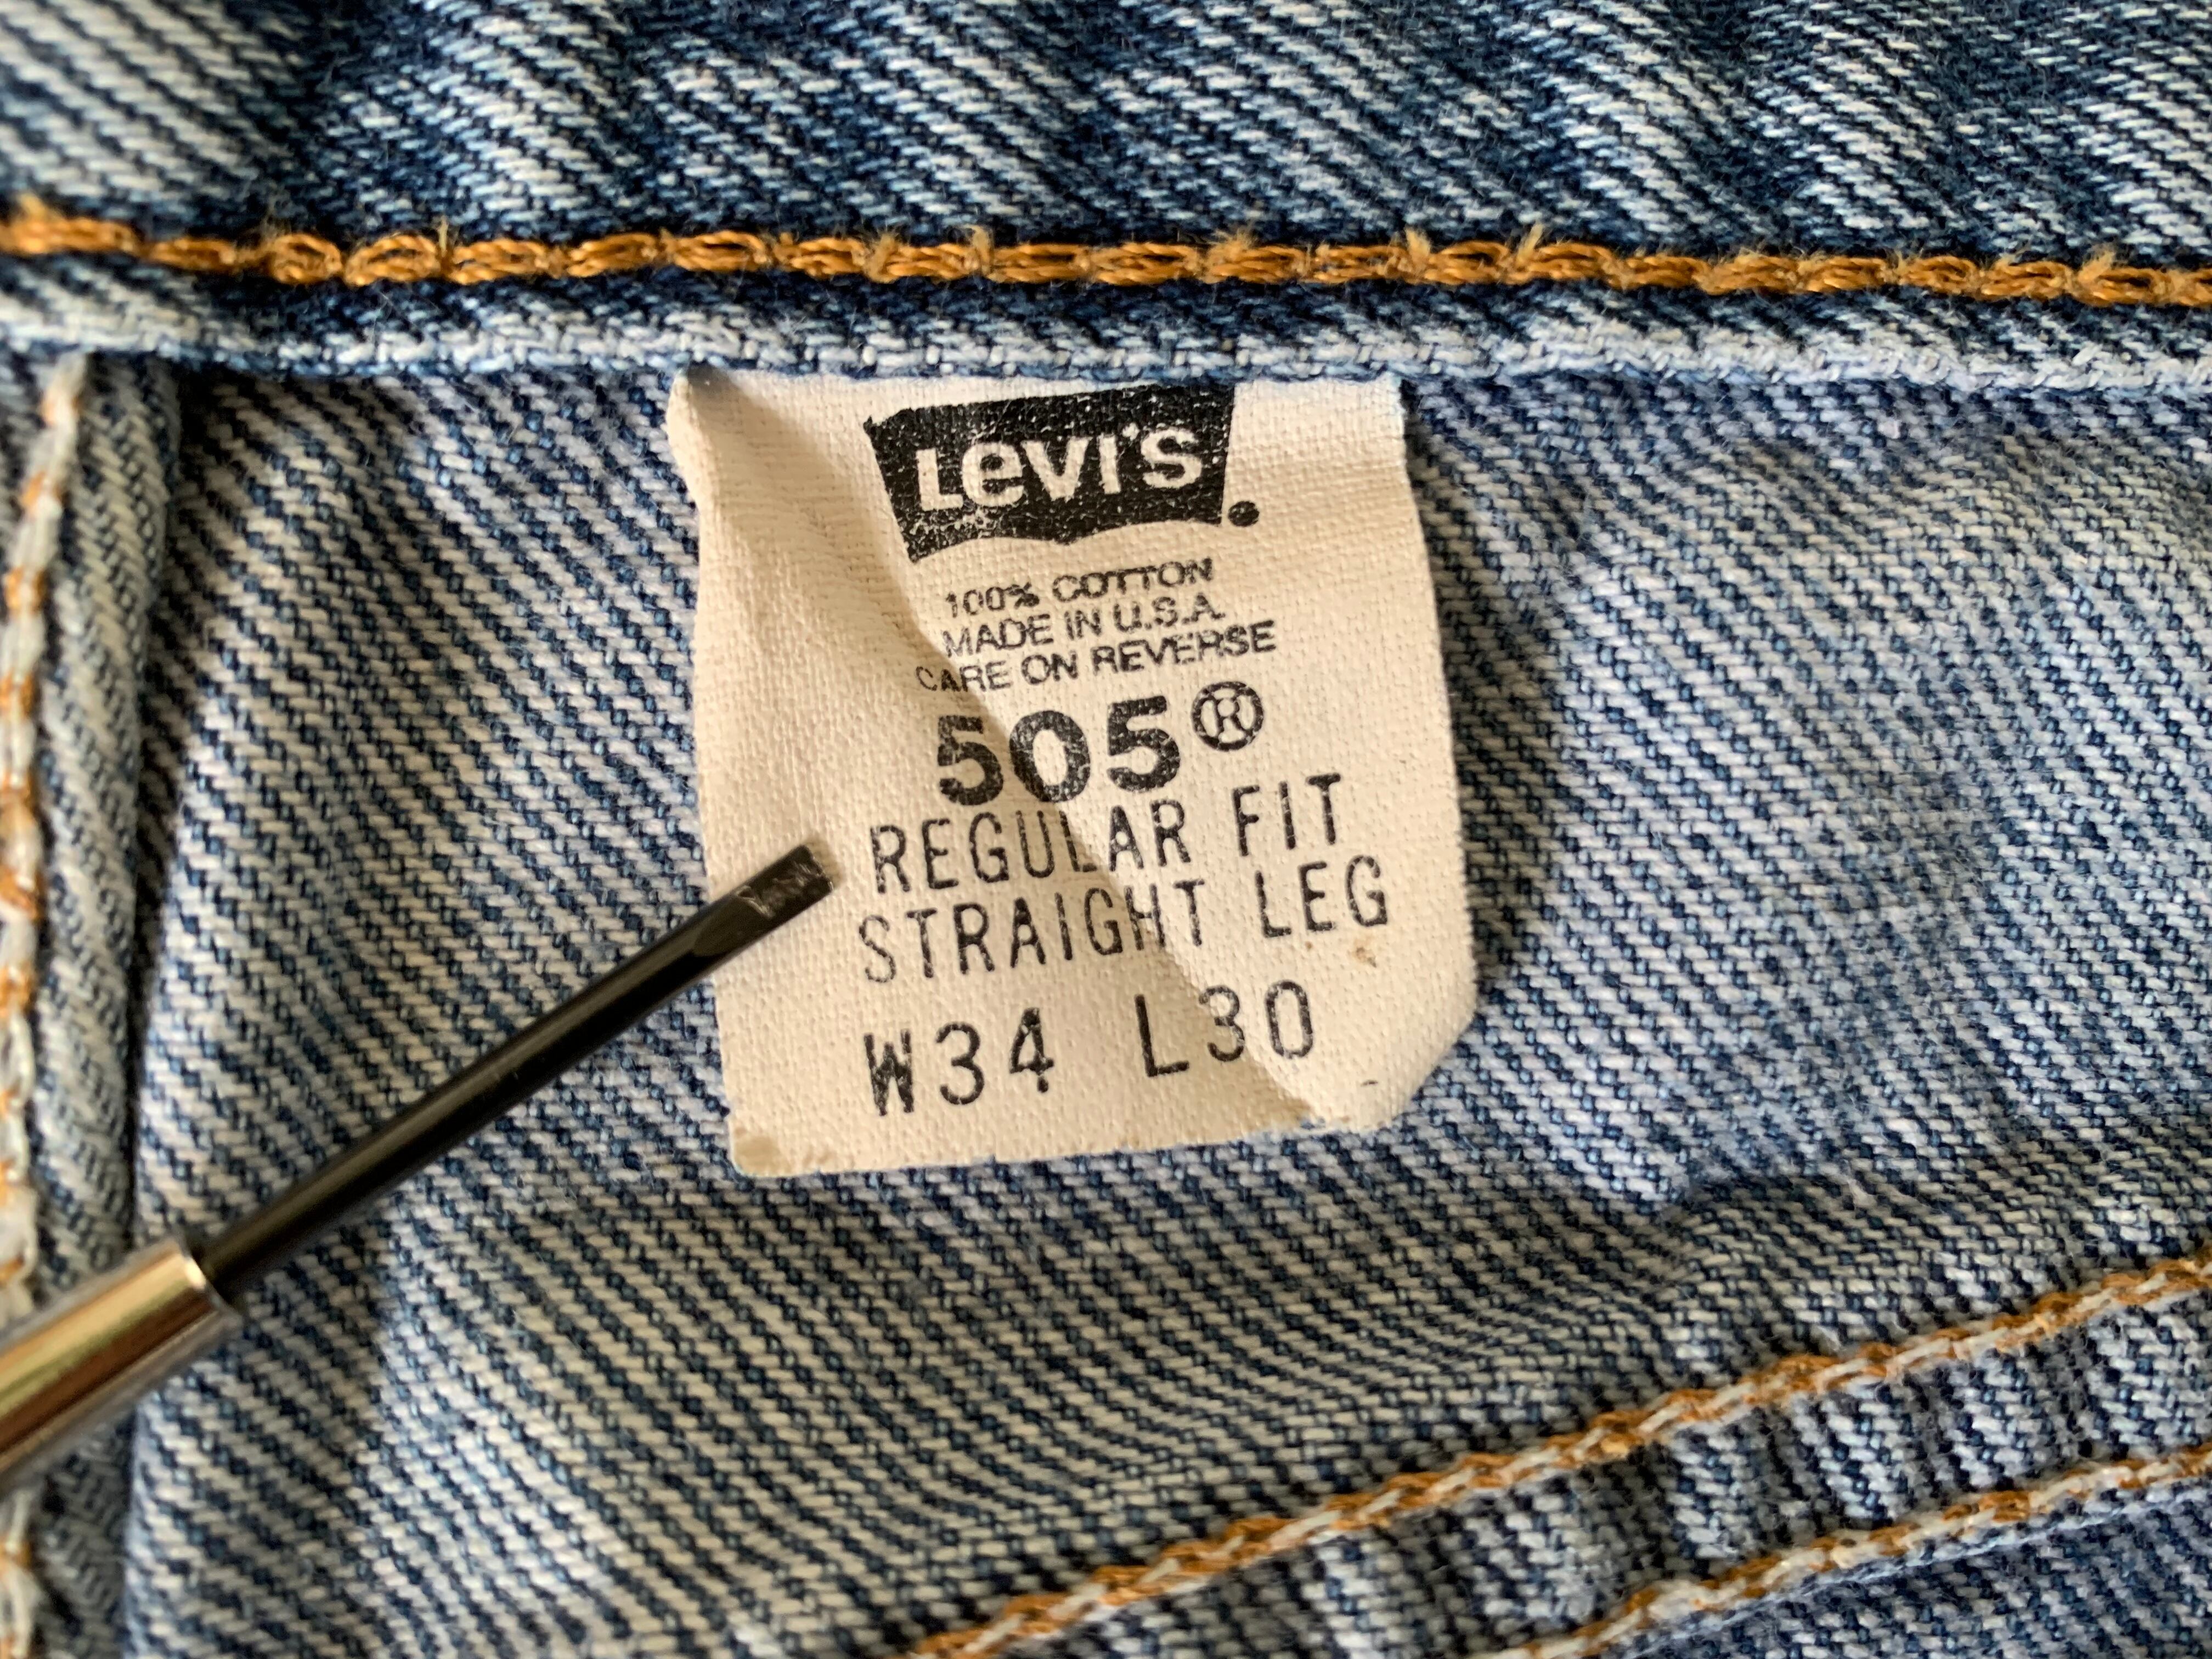 Levi's
100% COTTON
MADE IN U.S.A.
CARE ON REVERSE
505®
REGULAR FIT
STRAIGHT LEG
W34 L30